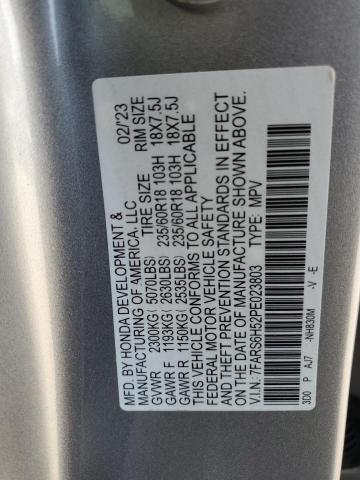 MFD. BY HONDA DEVELOPMENT & 02/'23
MANUFACTURING OF AMERICA, LLC
TIRE SIZE RIM SIZE
GVWR 2300KG( 5070LBS) 235/60R18 103H 18X7.5J
GAWR F 1193KG( 2630LBS) 235/60R18 103H 18X7.5J
GAWR R 1150KG( 2535LBS)
THIS VEHICLE CONFORMS TO ALL APPLICABLE
FEDERAL MOTOR VEHICLE SAFETY
AND THEFT PREVENTION STANDARDS IN EFFECT
ON THE DATE OF MANUFACTURE SHOWN ABOVE.
V.I.N: 7FARS6H52PE023803 TYPE: MPV
3D0 P AJ7 -NH830M -V -E